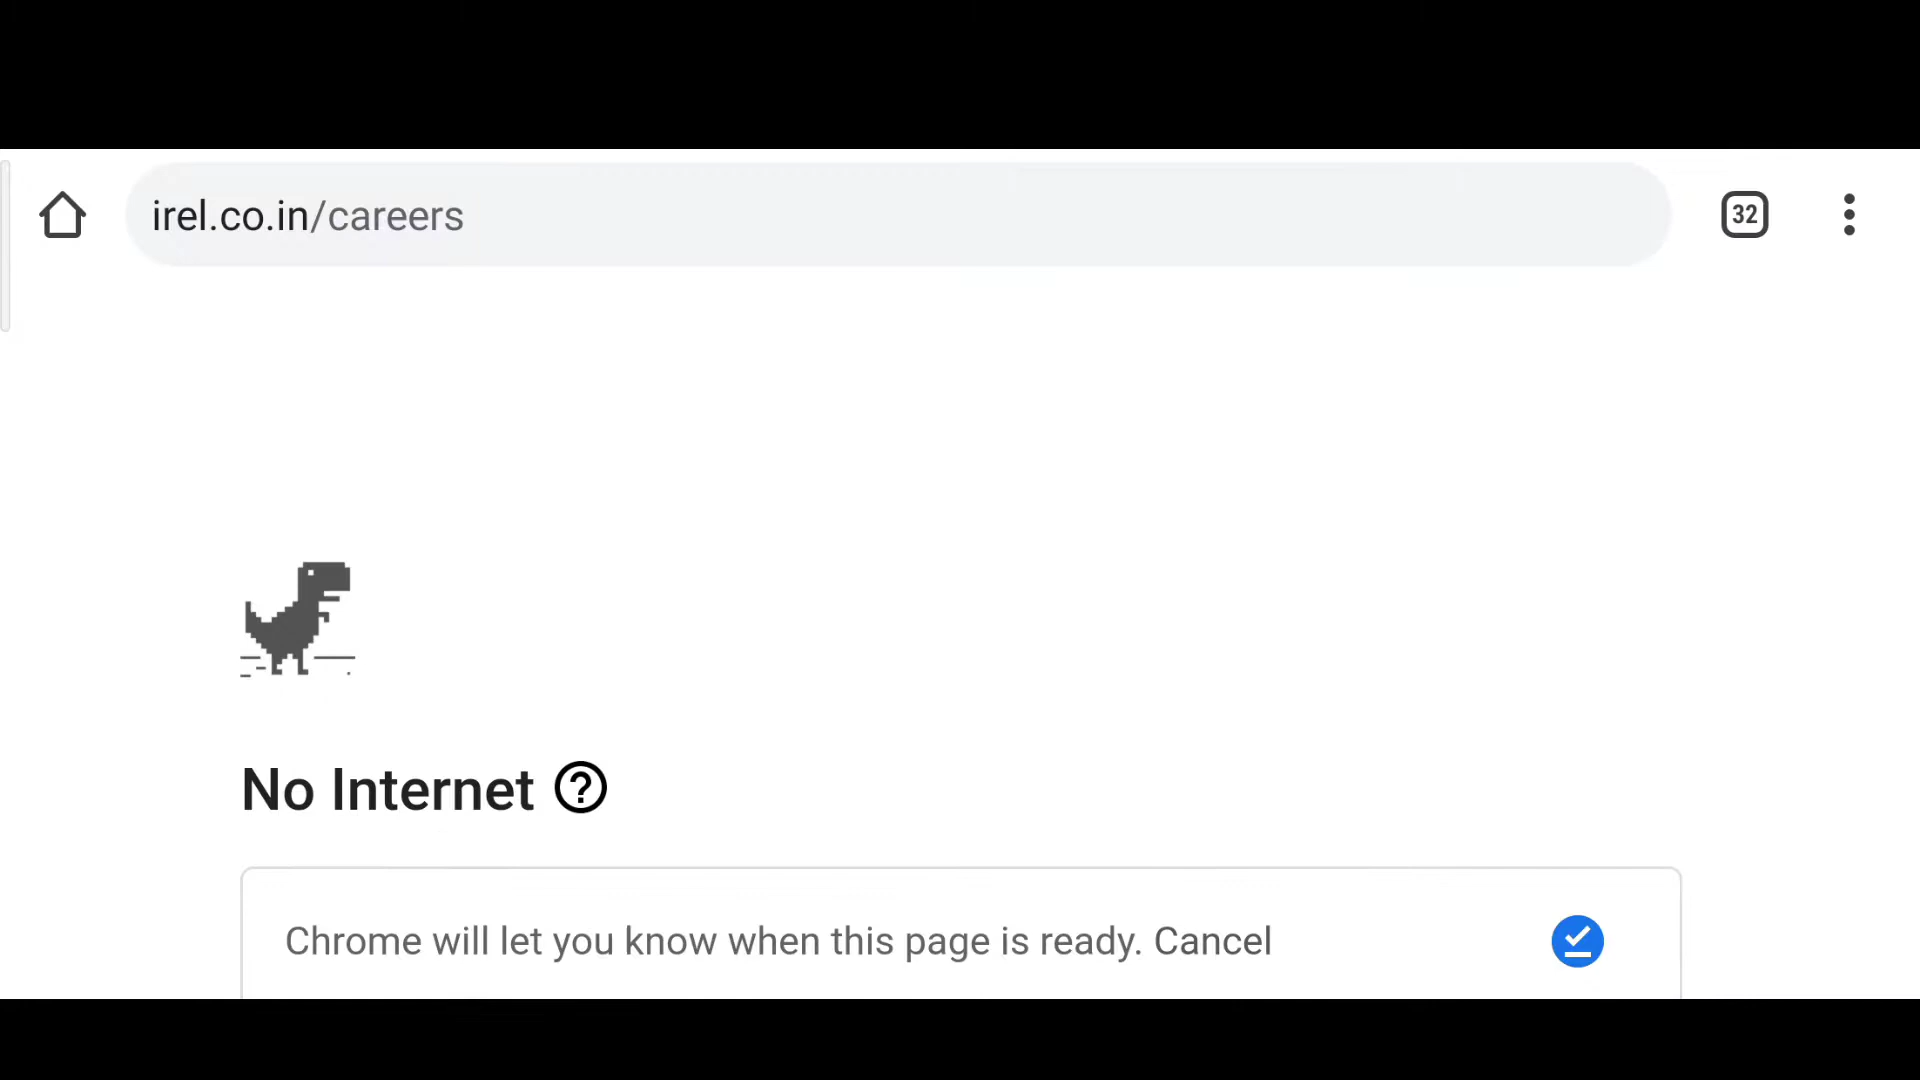 irel.co.in/careers
32
No Internet
Chrome will let you know when this page is ready. Cancel